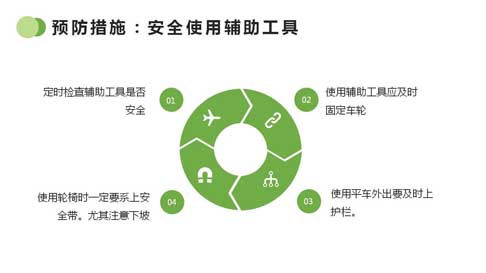 预防措施：安全使用辅助工具
定时检直辅助工具是否
安全
01
02
使用辅助工具应及时
固定车轮
使用轮椅时一定要系上安
全带。尤其注意下坡
04
03
使用平车外出要及时上
护栏。